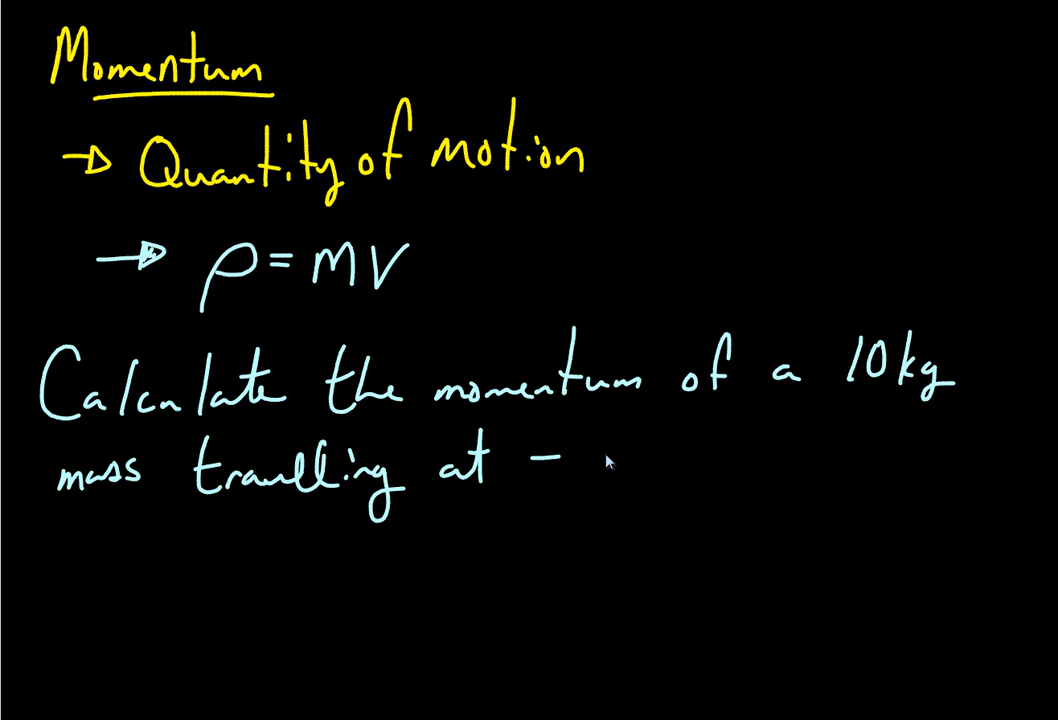 Momentum
→ Quantity of motion
→ ρ = mv
Calculate the momentum of a 10kg
mass travelling at -